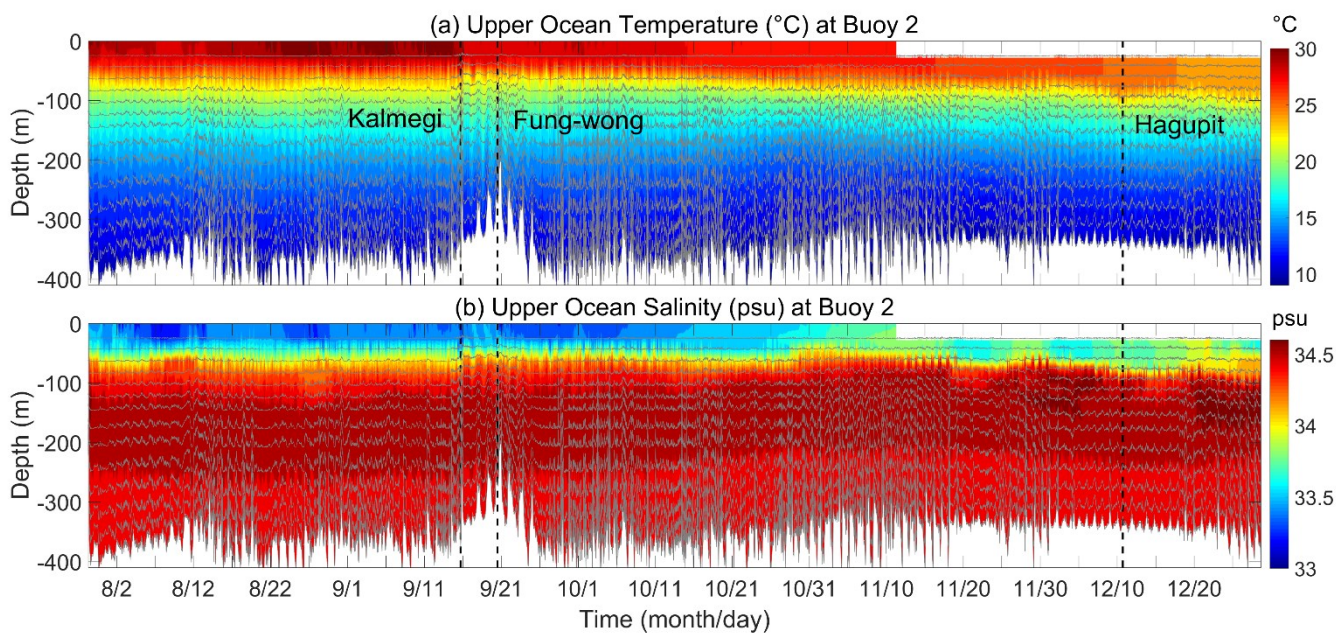 (a) Upper Ocean Temperature (°C) at Buoy 2
°C
0
-100
-200
-300
-400
Depth (m)
Kalmegi
Fung-wong
Hagupit
30
25
20
15
10
(b) Upper Ocean Salinity (psu) at Buoy 2
psu
0
-100
-200
-300
-400
Depth (m)
34.5
34
33.5
33
8/2 8/12 8/22 9/1 9/11 9/21 10/1 10/11 10/21 10/31 11/10 11/20 11/30 12/10 12/20
Time (month/day)